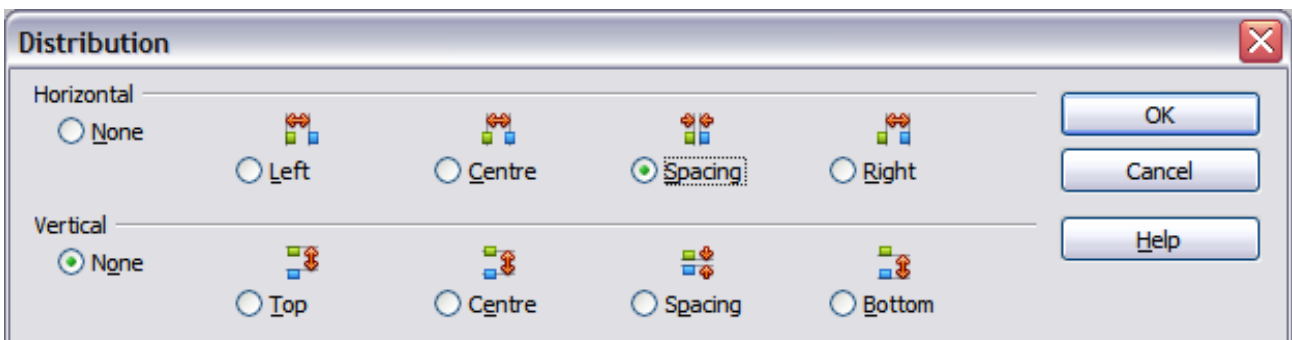 Distribution
Horizontal
None
Left Centre Spacing Right
OK
Cancel
Vertical
None
Top Centre Spacing Bottom
Help